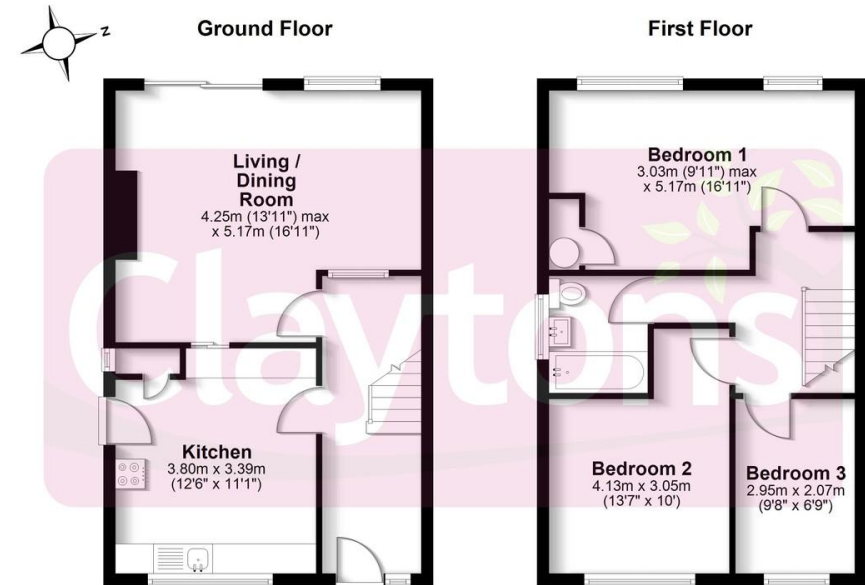 Ground Floor
First Floor
Z
Living /
Dining
Room
4.25m (13'11") max
x 5.17m (16'11")
Bedroom 1
3.03m (9'11") max
x 5.17m (16'11")
Claytons
Kitchen
3.80m x 3.39m
(12'6" x 11'1")
Bedroom 2
4.13m x 3.05m
(13'7" x 10')
Bedroom 3
2.95m x 2.07m
(9'8" x 6'9")